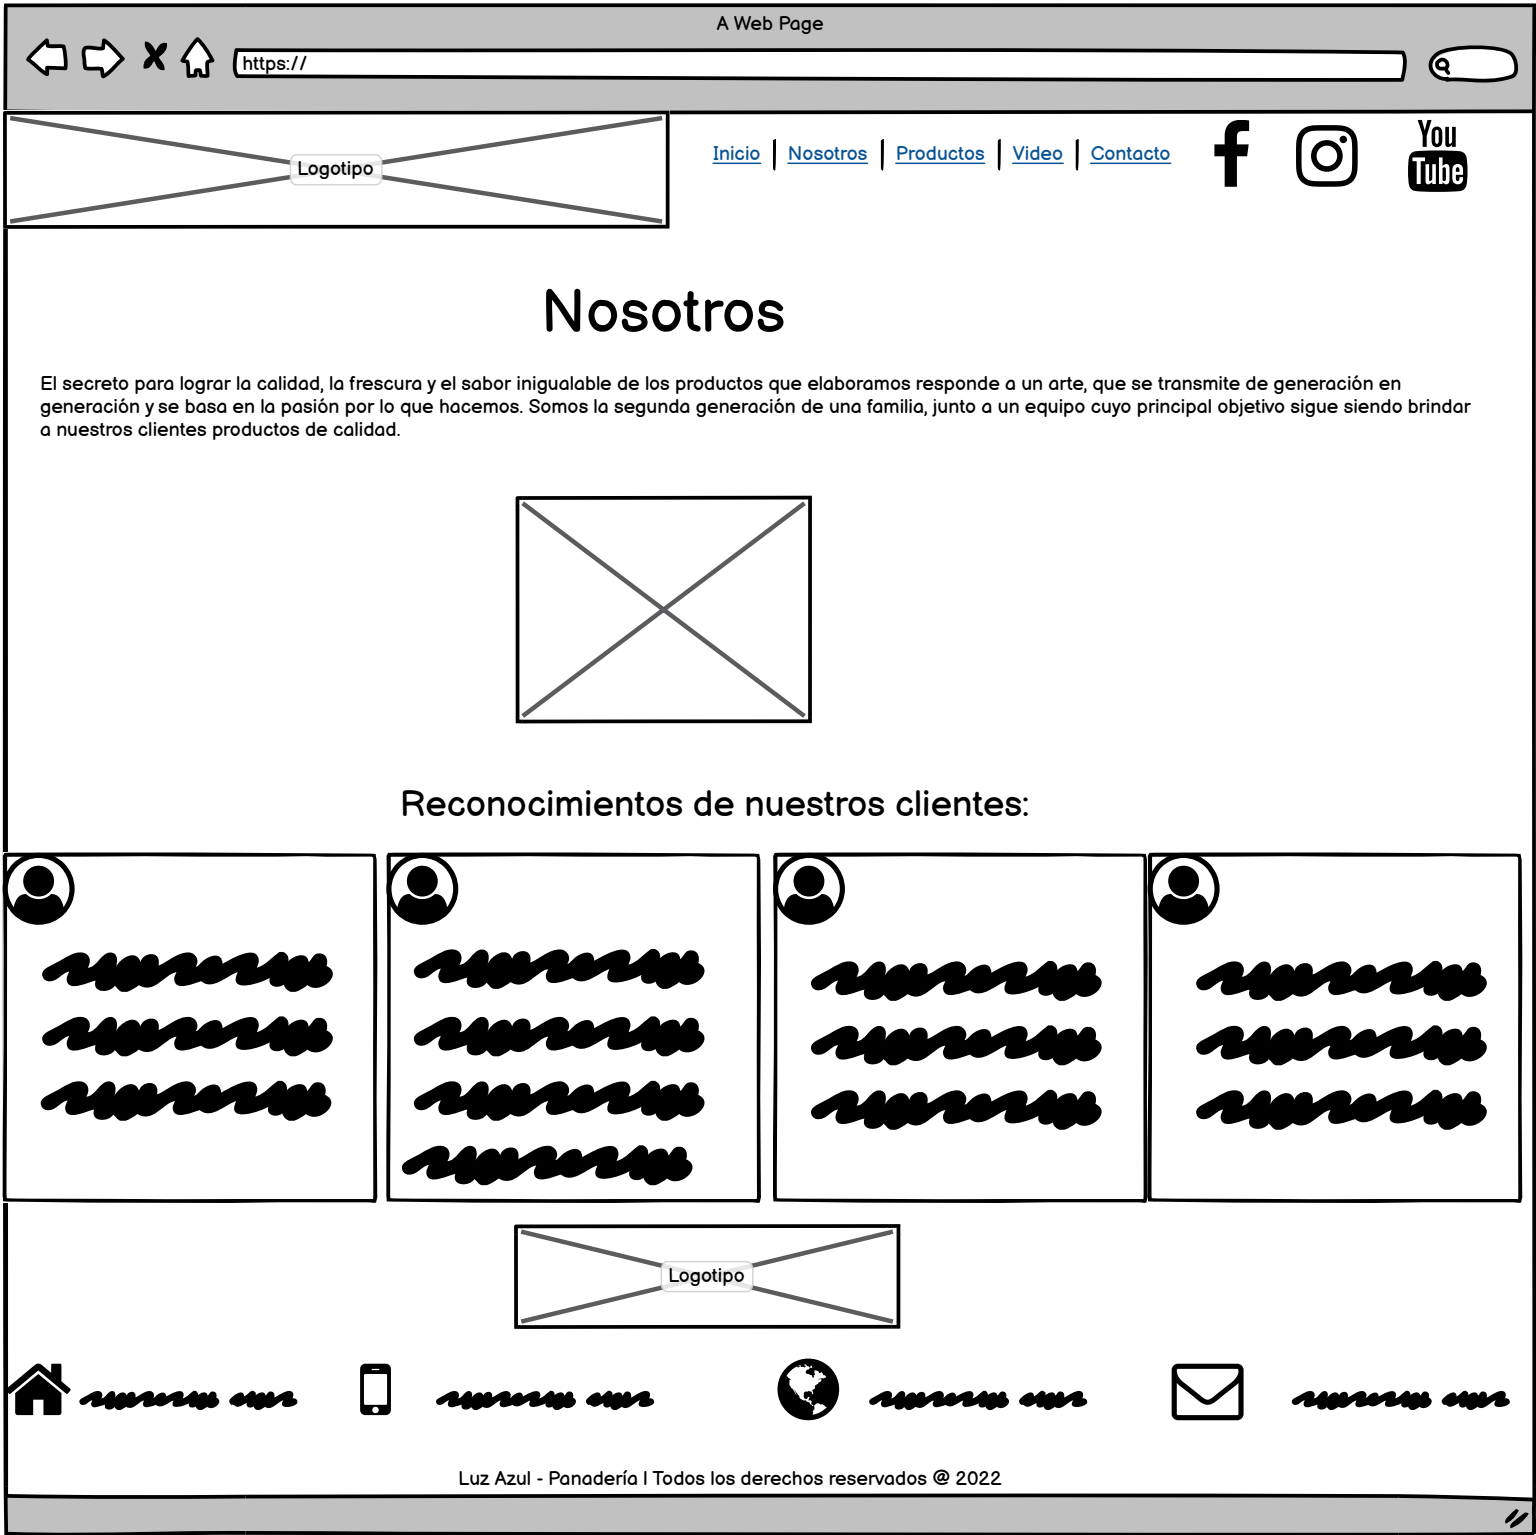 A Web Page
https://
Logotipo
Inicio | Nosotros | Productos | Video | Contacto
You
Tube
Nosotros
El secreto para lograr la calidad, la frescura y el sabor inigualable de los productos que elaboramos responde a un arte, que se transmite de generación en
generación y se basa en la pasión por lo que hacemos. Somos la segunda generación de una familia, junto a un equipo cuyo principal objetivo sigue siendo brindar
a nuestros clientes productos de calidad.
Reconocimientos de nuestros clientes:
Logotipo
Luz Azul - Panadería | Todos los derechos reservados @ 2022